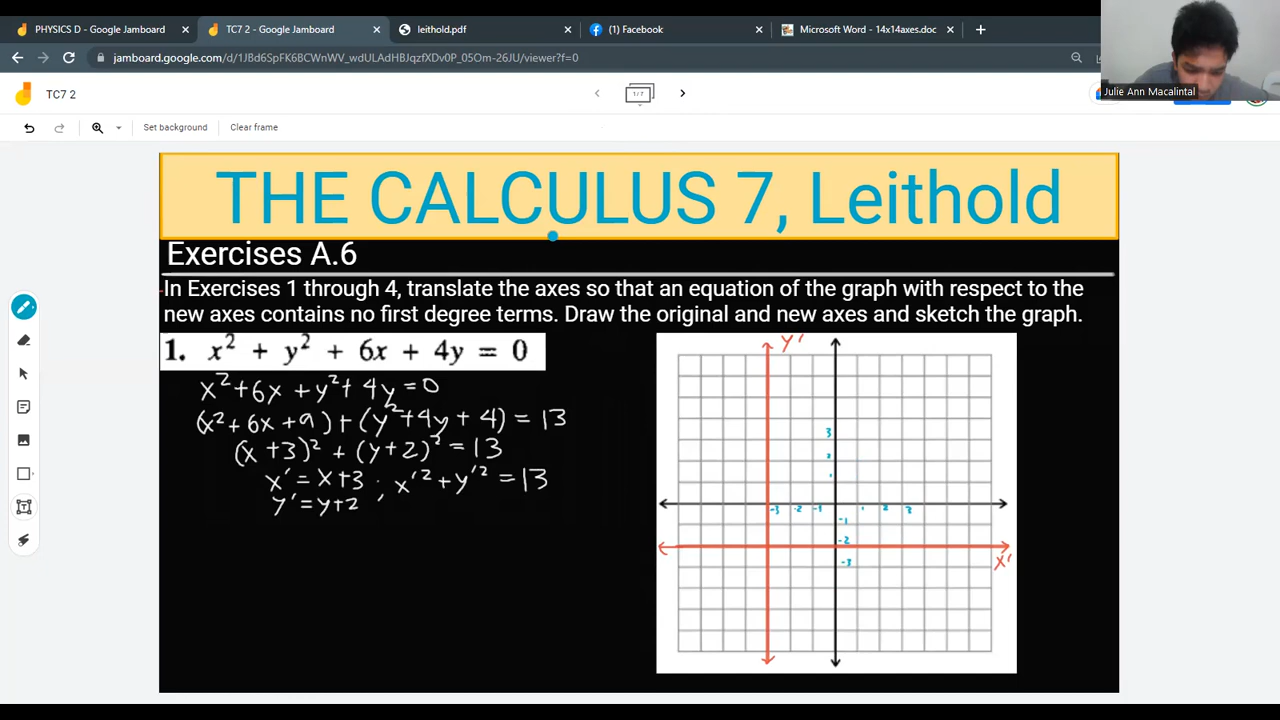 PHYSICS D - Google Jamboard
TC7 2 - Google Jamboard
leithold.pdf
(1) Facebook
Microsoft Word - 14x14axes.doc
jamboard.google.com/d/1JBd6SpFK6BCWnWV_wdULAdHBJqzfXDv0P_05Om-26JU/viewer?f=0
Julie Ann Macalintal
TC7 2
1 / 7
Set background
Clear frame
THE CALCULUS 7, Leithold
Exercises A.6
In Exercises 1 through 4, translate the axes so that an equation of the graph with respect to the
new axes contains no first degree terms. Draw the original and new axes and sketch the graph.
1. x² + y² + 6x + 4y = 0
x² + 6x + y² + 4y = 0
(x² + 6x + 9) + (y² + 4y + 4) = 13
(x + 3)² + (y + 2)² = 13
x' = x + 3 ; x'² + y'² = 13
y' = y + 2
y'
3
2
1
-3 -2 -1 1 2 3
-1
-2
-3
x'